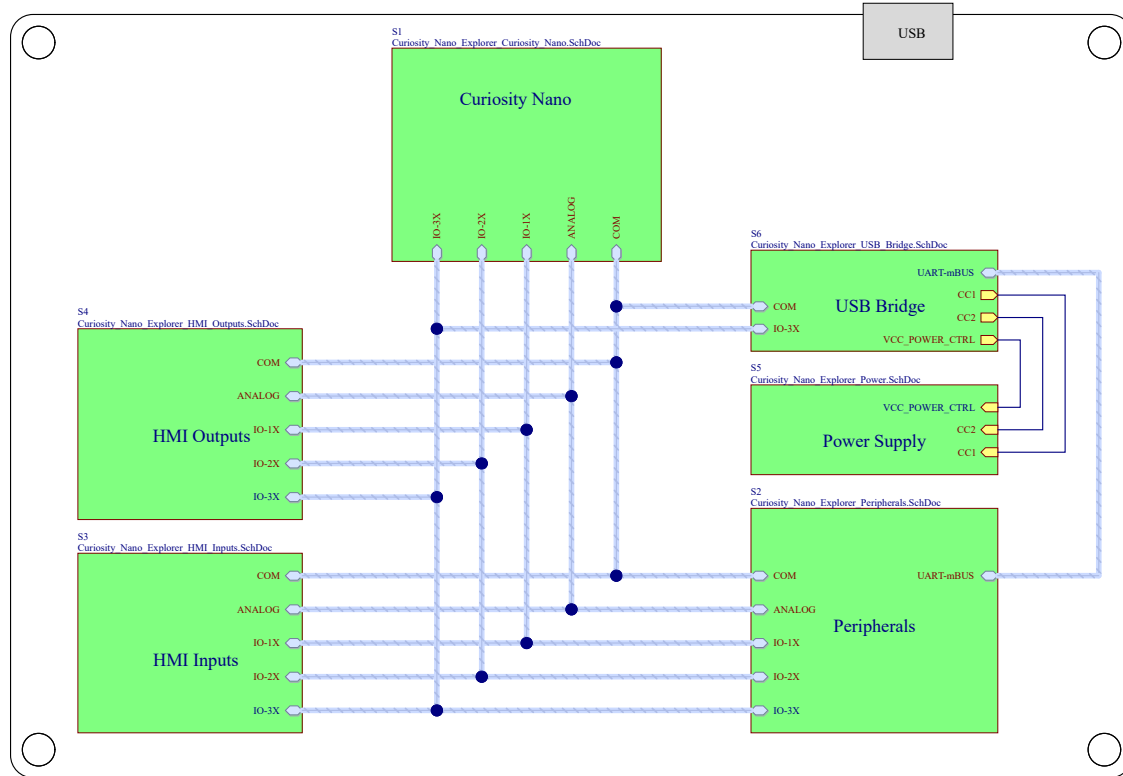 USB
S1
Curiosity_Nano_Explorer_Curiosity_Nano.SchDoc
Curiosity Nano
IO-3X
IO-2X
IO-1X
ANALOG
COM
S6
Curiosity_Nano_Explorer_USB_Bridge.SchDoc
UART-mBUS
CC1
CC2
VCC_POWER_CTRL
COM
IO-3X
USB Bridge
S4
Curiosity_Nano_Explorer_HMI_Outputs.SchDoc
COM
ANALOG
IO-1X
IO-2X
IO-3X
HMI Outputs
S5
Curiosity_Nano_Explorer_Power.SchDoc
VCC_POWER_CTRL
CC2
CC1
Power Supply
S3
Curiosity_Nano_Explorer_HMI_Inputs.SchDoc
COM
ANALOG
IO-1X
IO-2X
IO-3X
HMI Inputs
S2
Curiosity_Nano_Explorer_Peripherals.SchDoc
COM
ANALOG
IO-1X
IO-2X
IO-3X
UART-mBUS
Peripherals